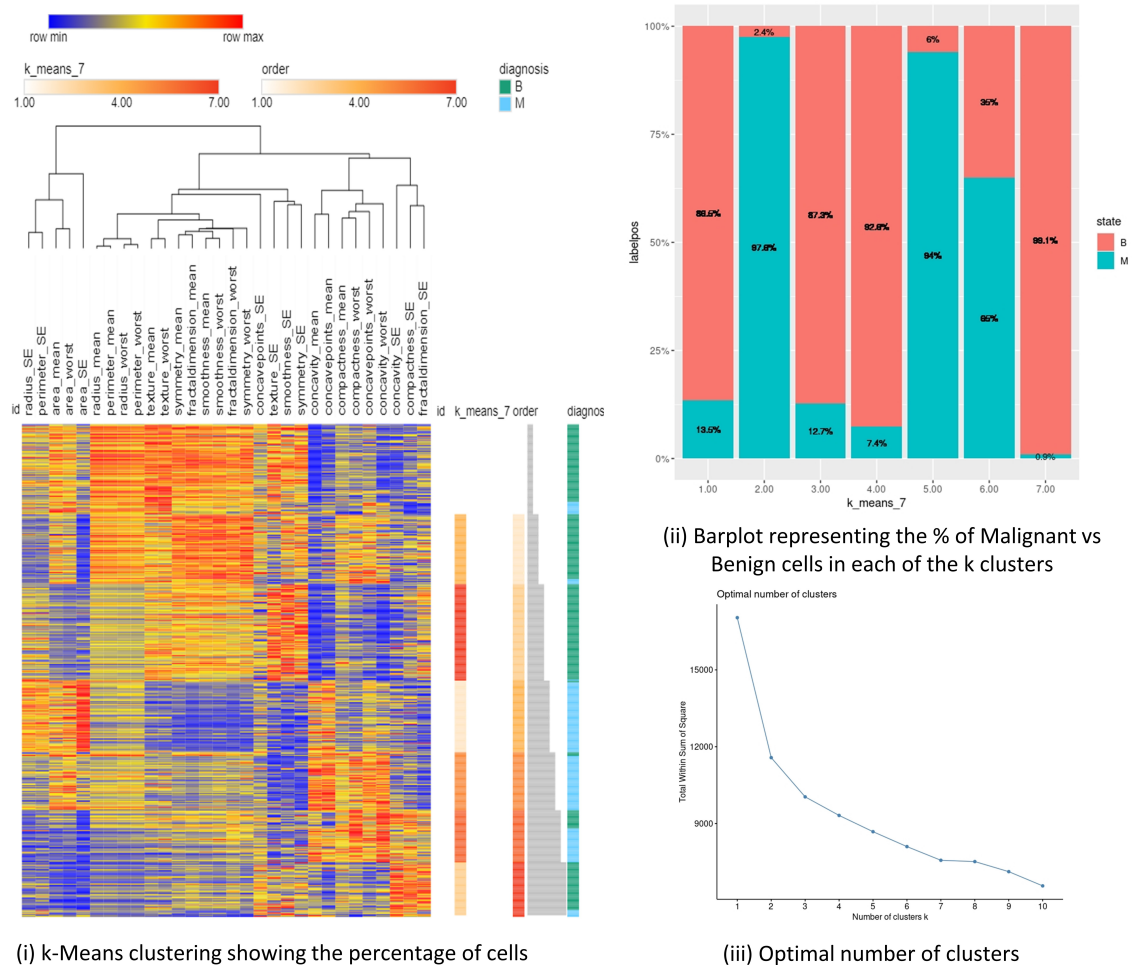 row min
row max
k_means_7
order
diagnosis
1.00
4.00
7.00
1.00
4.00
7.00
B
M
id
radius_SE
perimeter_SE
area_mean
area_worst
area_SE
radius_mean
perimeter_mean
radius_worst
perimeter_worst
texture_mean
texture_worst
symmetry_mean
fractaldimension_mean
smoothness_mean
smoothness_worst
fractaldimension_worst
symmetry_worst
concavepoints_SE
texture_SE
smoothness_SE
symmetry_SE
concavity_mean
concavepoints_mean
compactness_mean
compactness_worst
concavepoints_worst
concavity_worst
concavity_SE
compactness_SE
fractaldimension_SE
id k_means_7 order diagnos
(i) k-Means clustering showing the percentage of cells
100%
75%
50%
25%
0%
labelpos
2.4%
6%
35%
87.3%
92.6%
99.1%
94%
65%
13.5%
12.7%
7.4%
0.9%
1.00
2.00
3.00
4.00
5.00
6.00
7.00
k_means_7
state
B
M
(ii) Barplot representing the % of Malignant vs
Benign cells in each of the k clusters
Optimal number of clusters
15000
12000
9000
Total Within Sum of Square
1
2
3
4
5
6
7
8
9
10
Number of clusters k
(iii) Optimal number of clusters